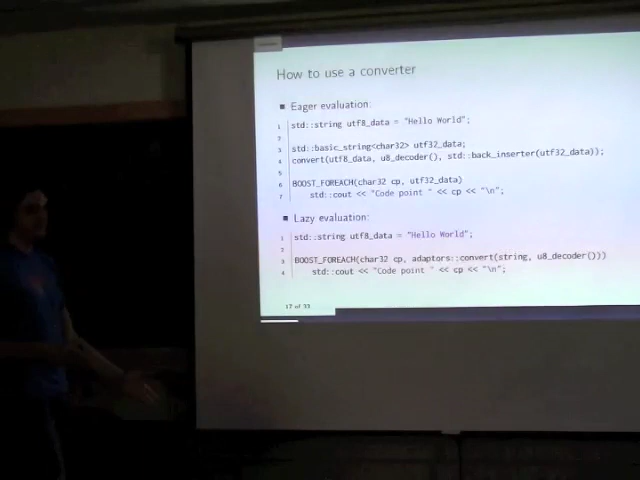 How to use a converter
Eager evaluation:
1 std::string utf8_data = "Hello World";
2
3 std::basic_string<char32> utf32_data;
4 convert(utf8_data, u8_decoder(), std::back_inserter(utf32_data));
5
6 BOOST_FOREACH(char32 cp, utf32_data)
7 std::cout << "Code point " << cp << "\n";
Lazy evaluation:
1 std::string utf8_data = "Hello World";
2
3 BOOST_FOREACH(char32 cp, adaptors::convert(string, u8_decoder()))
4 std::cout << "Code point " << cp << "\n";
17 of 33